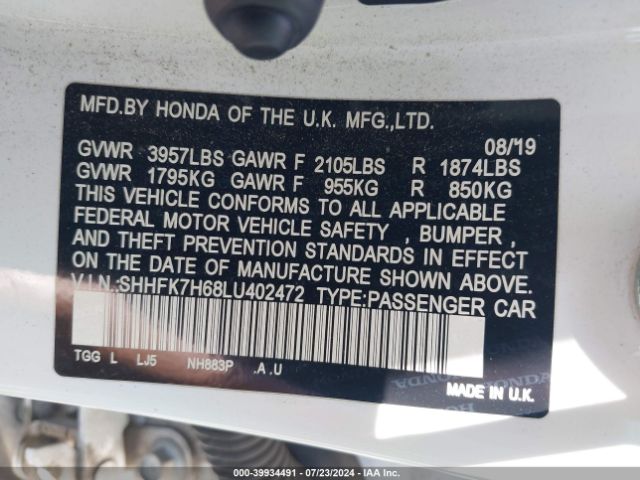 MFD.BY HONDA OF THE U.K. MFG.,LTD.
08/19
GVWR 3957LBS GAWR F 2105LBS R 1874LBS
GVWR 1795KG GAWR F 955KG R 850KG
THIS VEHICLE CONFORMS TO ALL APPLICABLE
FEDERAL MOTOR VEHICLE SAFETY , BUMPER ,
AND THEFT PREVENTION STANDARDS IN EFFECT
ON THE DATE OF MANUFACTURE SHOWN ABOVE.
V.I.N.:SHHFK7H68LU402472 TYPE:PASSENGER CAR
TGG L LJ5 NH883P .A .U
HONDA
MADE IN U.K.
000-39934491 - 07/23/2024 - IAA Inc.